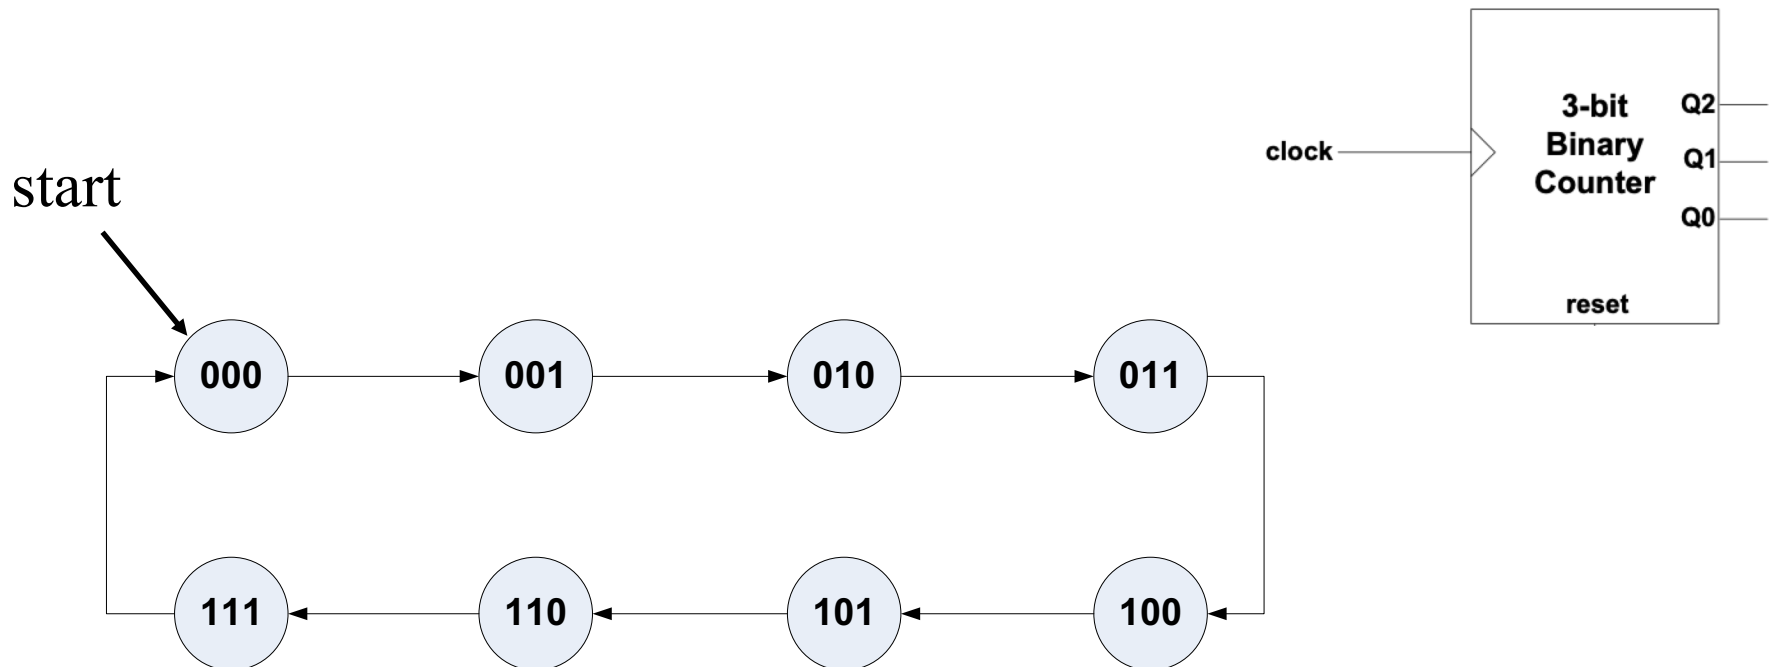 3-bit
Binary
Counter
Q2
Q1
Q0
clock
reset
start
000
001
010
011
111
110
101
100